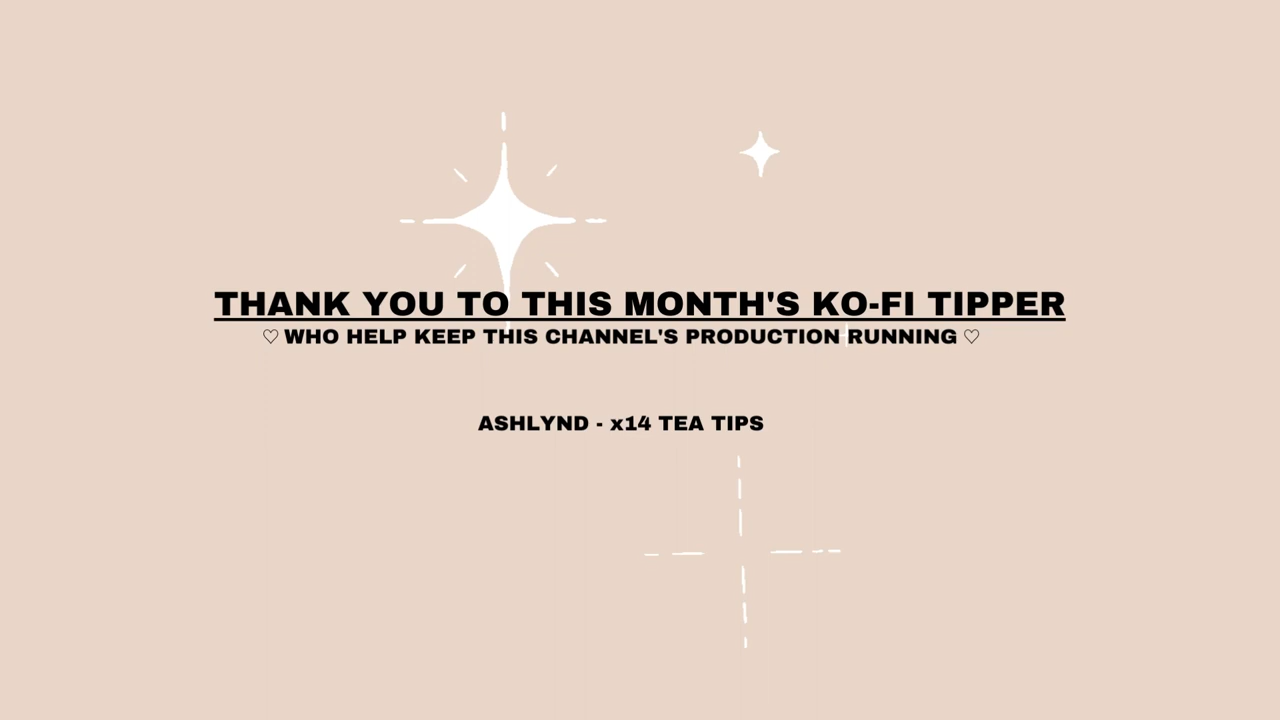 THANK YOU TO THIS MONTH'S KO-FI TIPPER
♡ WHO HELP KEEP THIS CHANNEL'S PRODUCTION RUNNING ♡
ASHLYND - x14 TEA TIPS